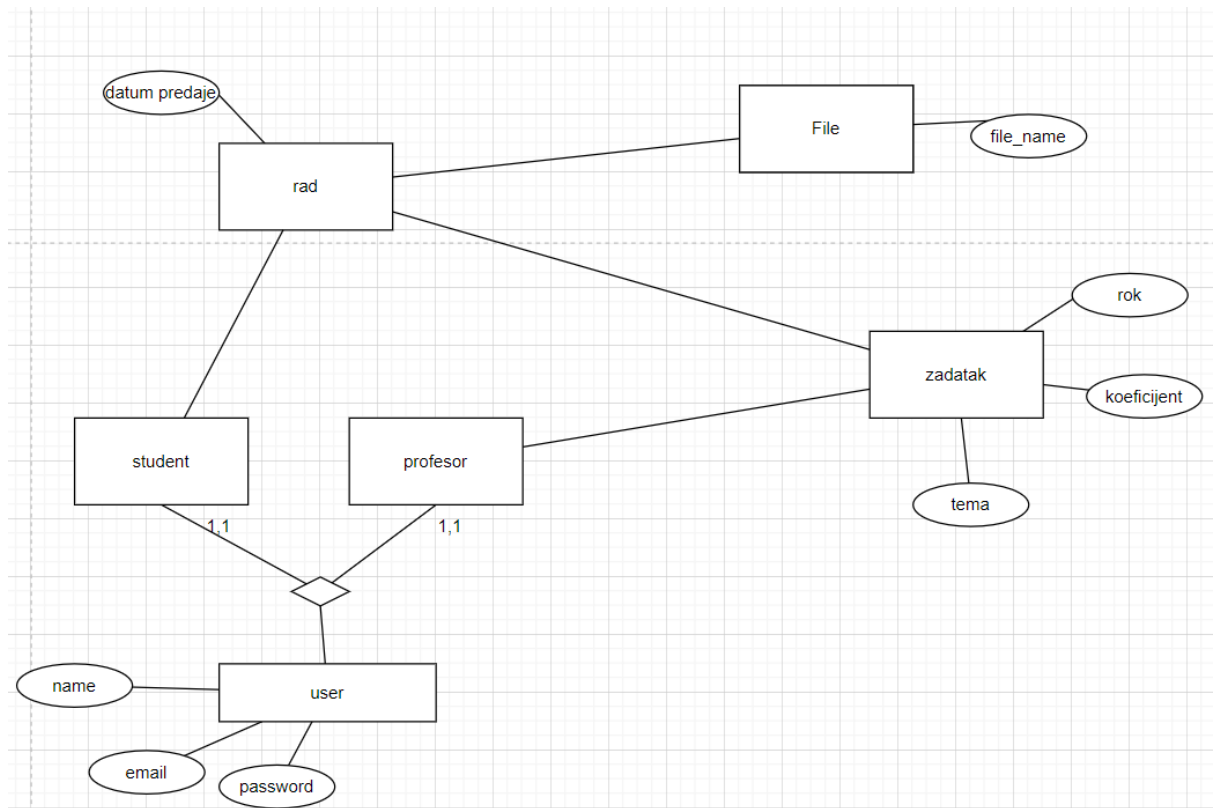 datum predaje
File
file_name
rad
rok
zadatak
koeficijent
student
profesor
tema
1,1
1,1
name
user
email
password